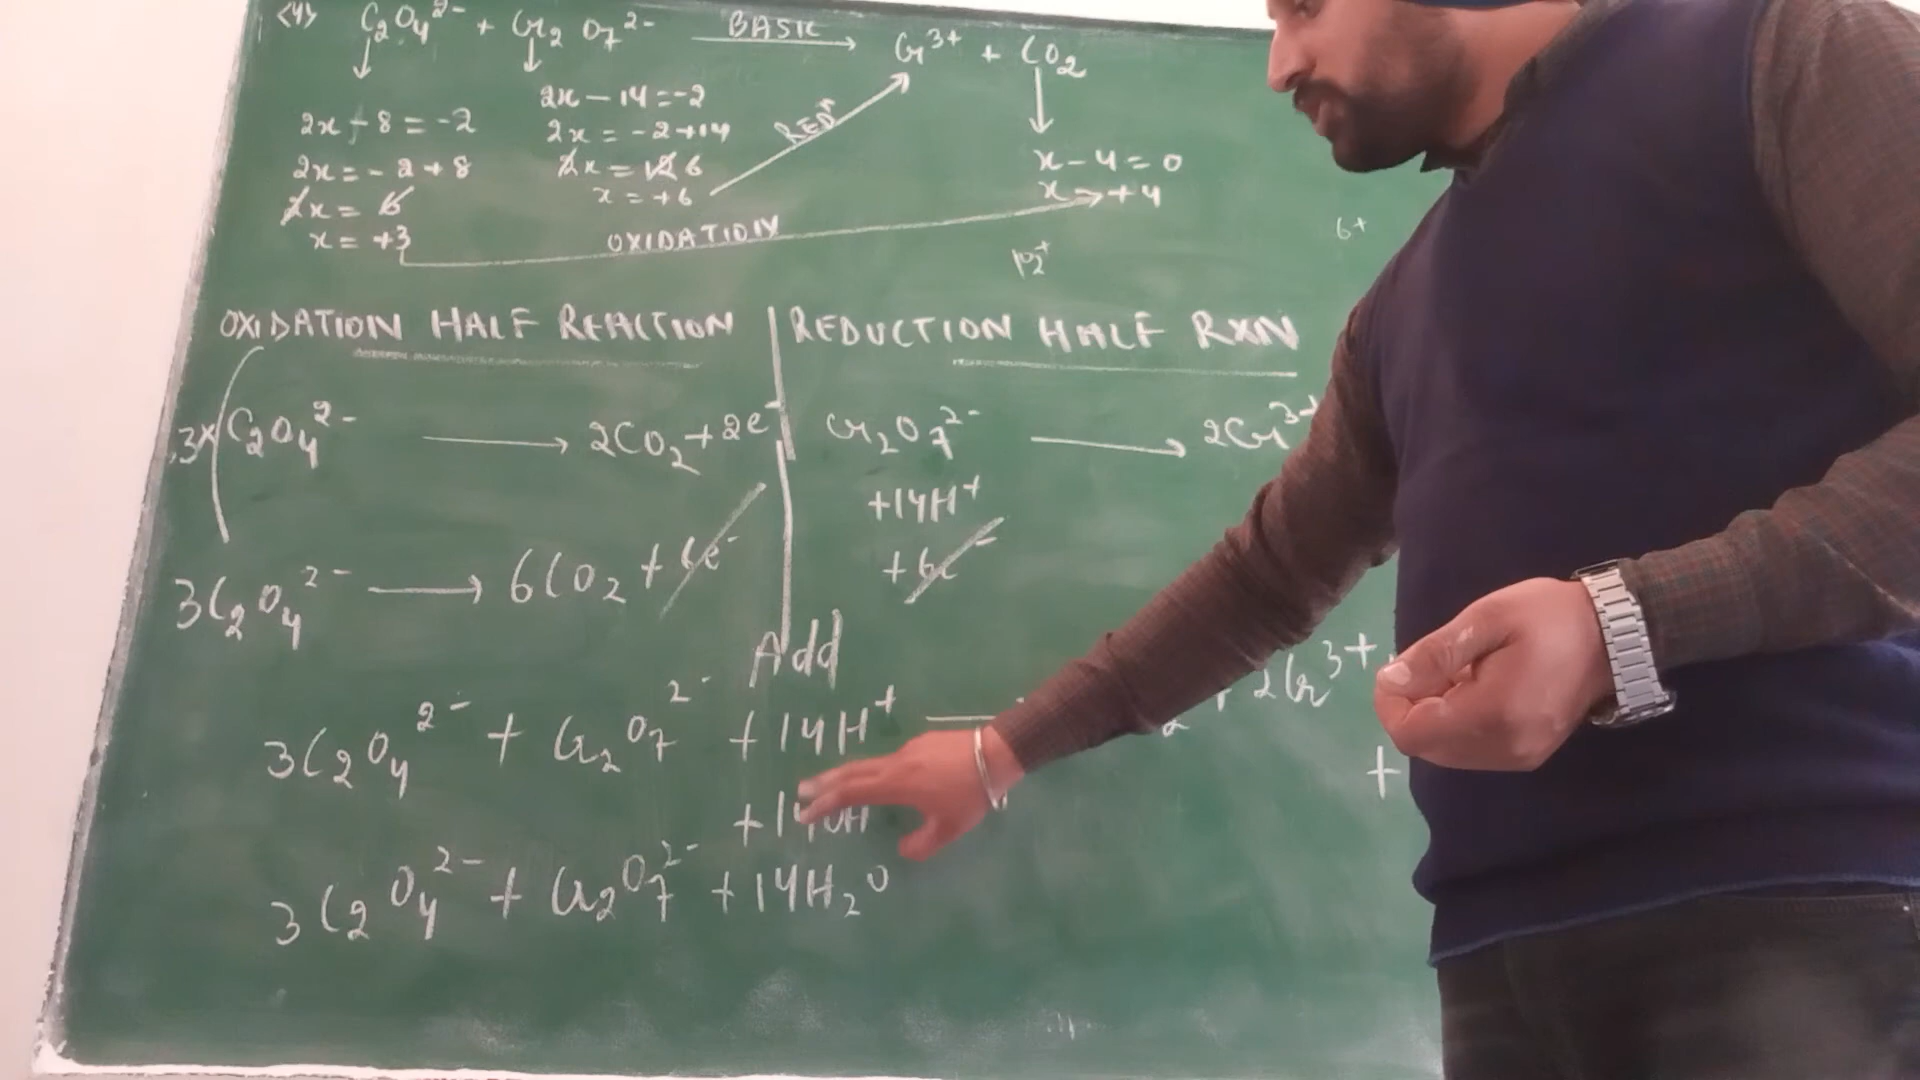 <4> C₂O₄²⁻ + Cr₂O₇²⁻ BASIC → Cr³⁺ + CO₂
2x - 8 = -2
2x = -2 + 8
2x = 6
x = +3
2x - 14 = -2
2x = -2 + 14
2x = 12 6
x = +6
REDⁿ
x - 4 = 0
x → +4
OXIDATION
6+
OXIDATION HALF REACTION
3x( C₂O₄²⁻ → 2CO₂ + 2e⁻
3C₂O₄²⁻ → 6CO₂ + 6e⁻
REDUCTION HALF RXN
Cr₂O₇²⁻ → 2Cr³⁺
+14H⁺
+6e⁻
Add
3C₂O₄²⁻ + Cr₂O₇²⁻ + 14H⁺ → ₂ + 2Cr³⁺
+14OH +
3C₂O₄²⁻ + Cr₂O₇²⁻ + 14H₂O